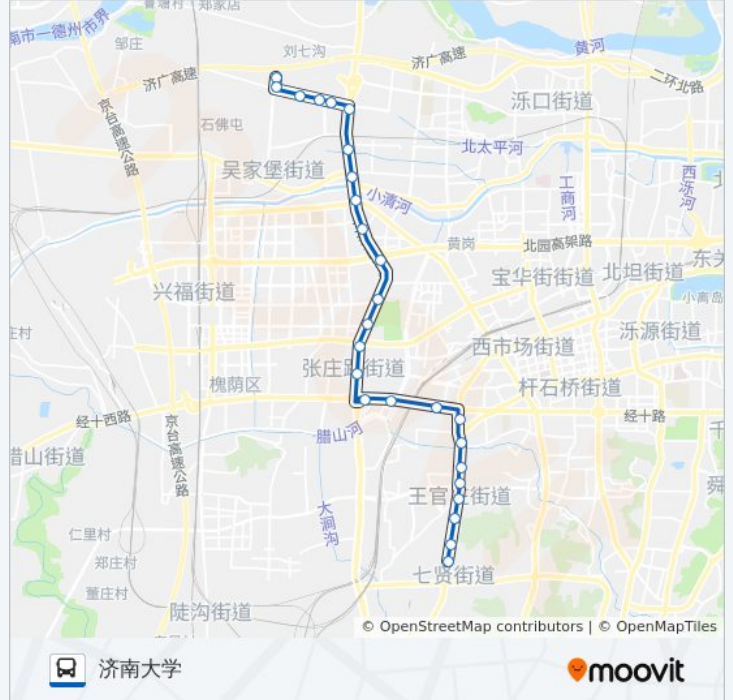 郑家店
南市一德州市界
邹庄
刘七沟
黄河
济广高速
济广高速
二环北路
京台高速公路
泺口街道
石佛屯
北太平河
吴家堡街道
小清河
工商河
西泺河
黄岗
北园高架路
东关
兴福街道
宝华街街道
北坦街道
小离岛
庄村
泺源街道
西市场街道
张庄路街道
槐荫区
杆石桥街道
经十西路
经十路
京台高速公路
腊山河
腊山街道
王官庄街道
舜
大涧沟
仁里村
郑庄村
七贤街道
董庄村
陡沟街道
© OpenStreetMap contributors | © OpenMapTiles
济南大学
moovit